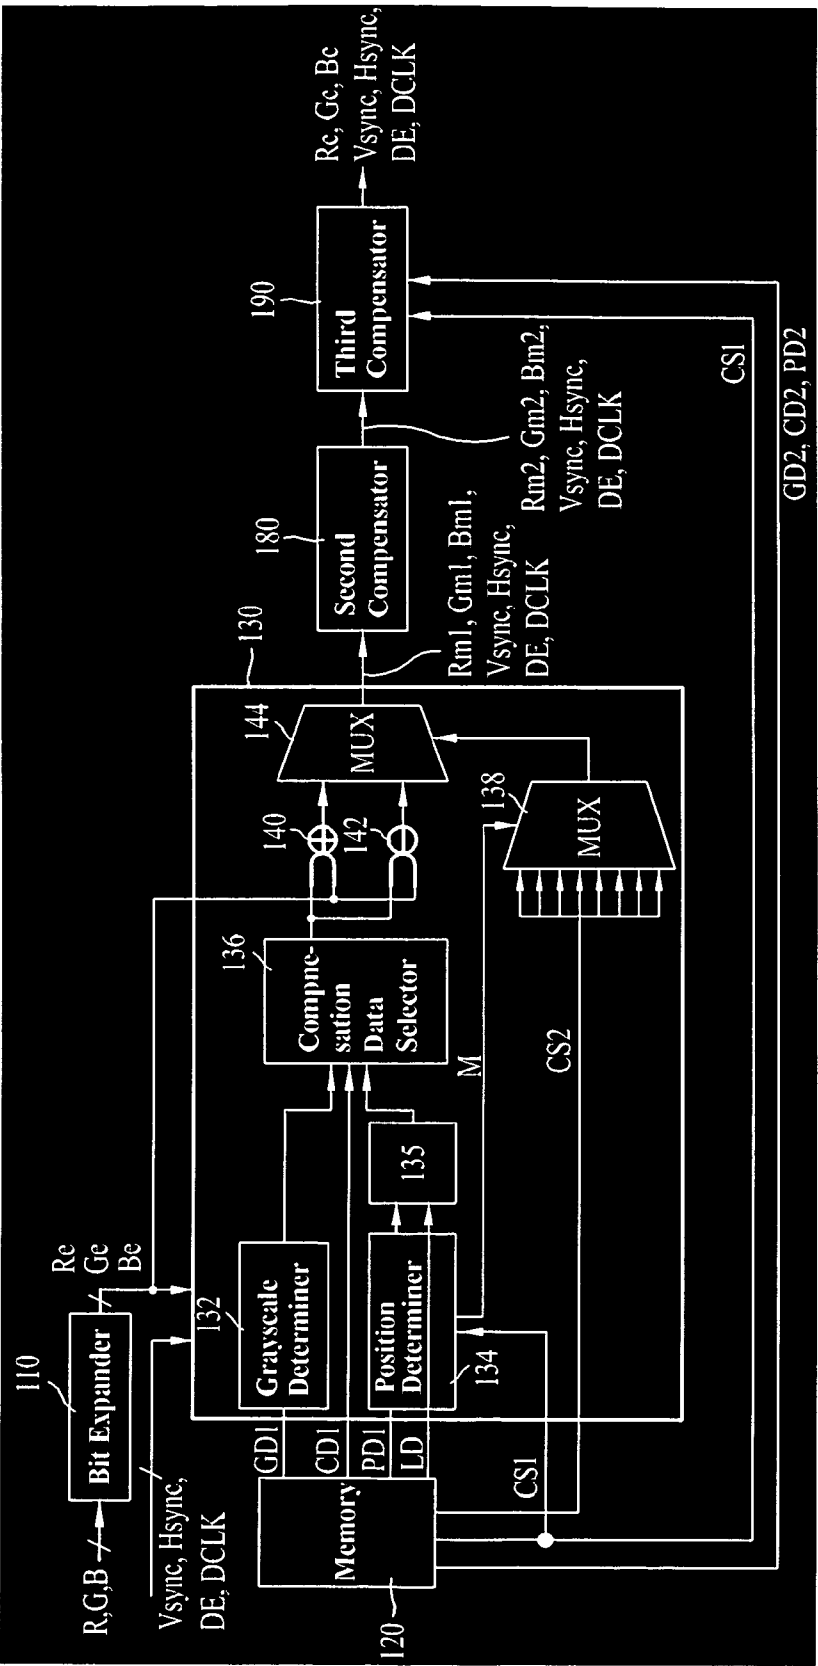 R,G,B
110
Bit Expander
Re
Ge
Be
Vsync, Hsync,
DE, DCLK
120
Memory
GD1
CD1
PD1
LD
CS1
132
Grayscale
Determiner
Position
Determiner
134
135
136
Compne-
sation
Data
Selector
M
CS2
140
142
144
MUX
138
MUX
130
Rm1, Gm1, Bm1,
Vsync, Hsync,
DE, DCLK
180
Second
Compensator
Rm2, Gm2, Bm2,
Vsync, Hsync,
DE, DCLK
190
Third
Compensator
Rc, Gc, Bc
Vsync, Hsync,
DE, DCLK
CS1
GD2, CD2, PD2